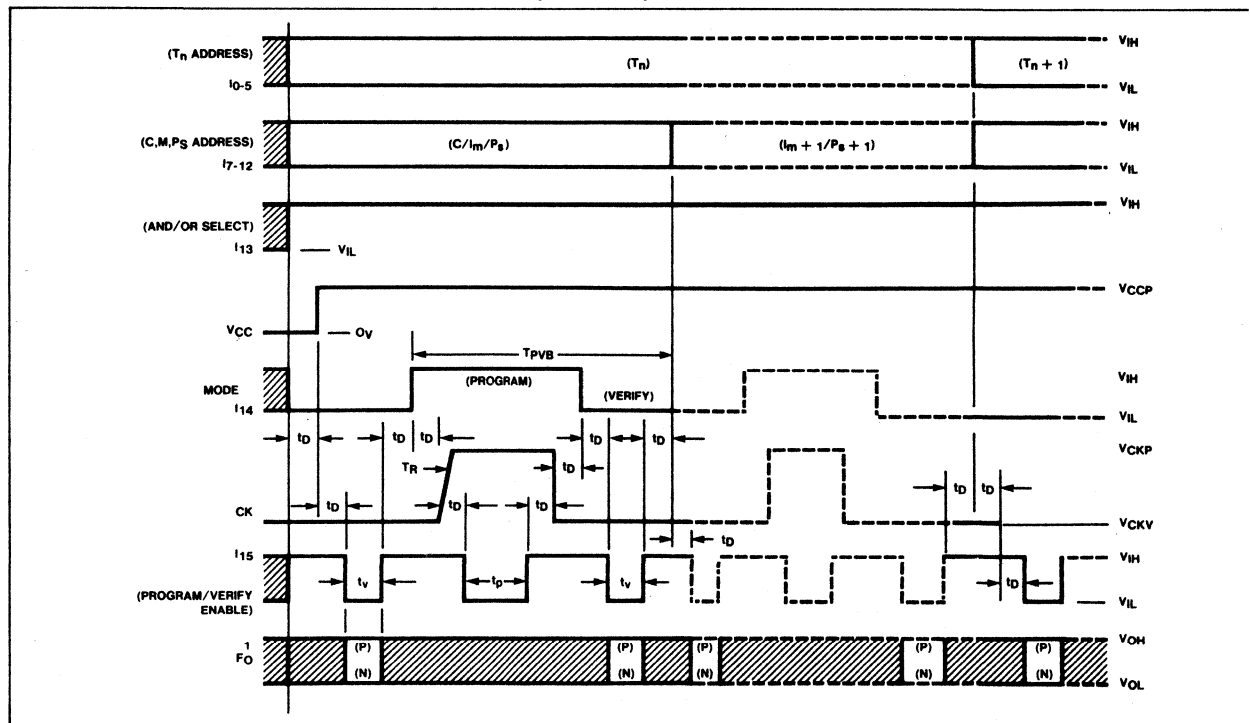 (Tn ADDRESS)
I0-5
(Tn)
(Tn + 1)
VIH
VIL
(C,M,PS ADDRESS)
I7-12
(C/Im/Ps)
(Im + 1/Ps + 1)
VIH
VIL
(AND/OR SELECT)
I13
VIL
VIH
VCC
0V
VCCP
TPVB
MODE
I14
(PROGRAM)
(VERIFY)
VIH
VIL
tD tD tD tD tD
TR
tD
VCKP
tD tD
tD tD tD
CK
VCKV
tD
I15
VIH
tv tp tv tD
(PROGRAM/VERIFY
ENABLE)
VIL
1
FO
(P) (P) (P) (P) (P)
(N) (N) (N) (N) (N)
VOH
VOL